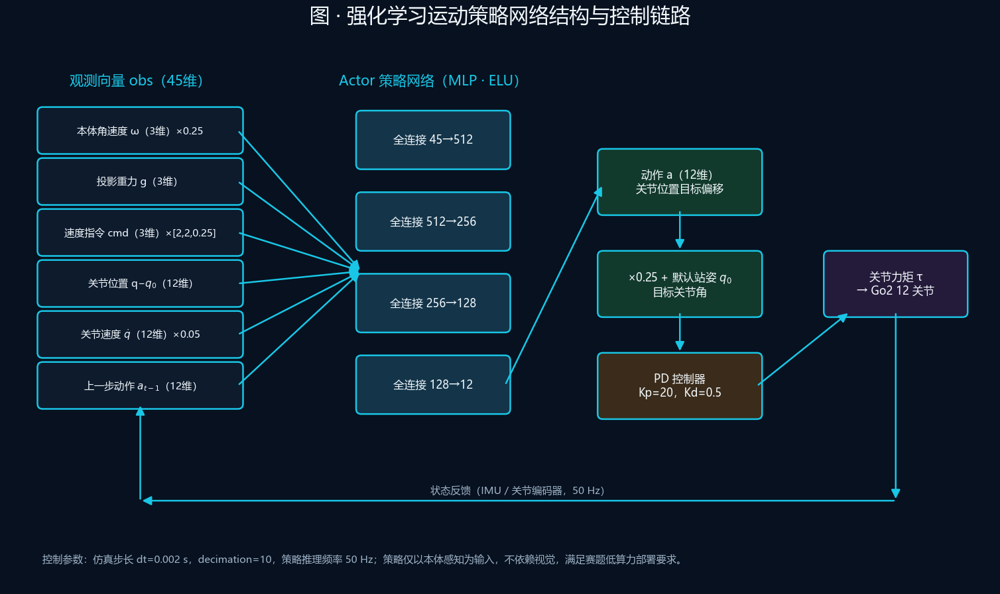 图 · 强化学习运动策略网络结构与控制链路
观测向量 obs（45维）
本体角速度 ω（3维）×0.25
投影重力 g（3维）
速度指令 cmd（3维）×[2,2,0.25]
关节位置 q−q₀（12维）
关节速度 q̇（12维）×0.05
上一步动作 aₜ₋₁（12维）
Actor 策略网络（MLP · ELU）
全连接 45→512
全连接 512→256
全连接 256→128
全连接 128→12
动作 a（12维）
关节位置目标偏移
×0.25 + 默认站姿 q₀
目标关节角
PD 控制器
Kp=20，Kd=0.5
关节力矩 τ
→ Go2 12 关节
状态反馈（IMU / 关节编码器，50 Hz）
控制参数：仿真步长 dt=0.002 s，decimation=10，策略推理频率 50 Hz；策略仅以本体感知为输入，不依赖视觉，满足赛题低算力部署要求。